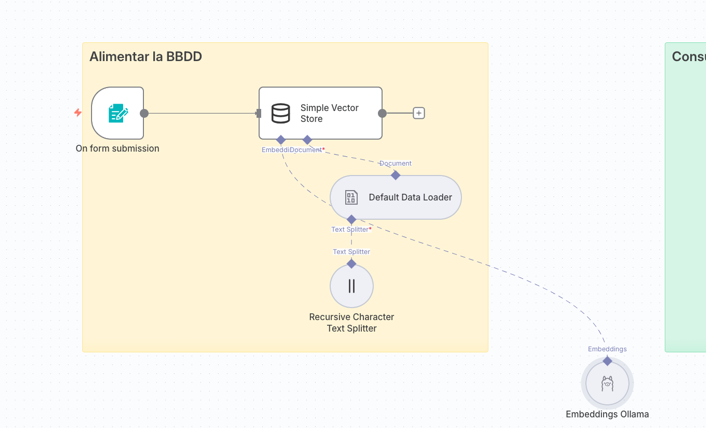 Alimentar la BBDD
Consu
Simple Vector
Store
On form submission
Embeddi
Document*
Document
Default Data Loader
Text Splitter*
Text Splitter
Recursive Character
Text Splitter
Embeddings
Embeddings Ollama